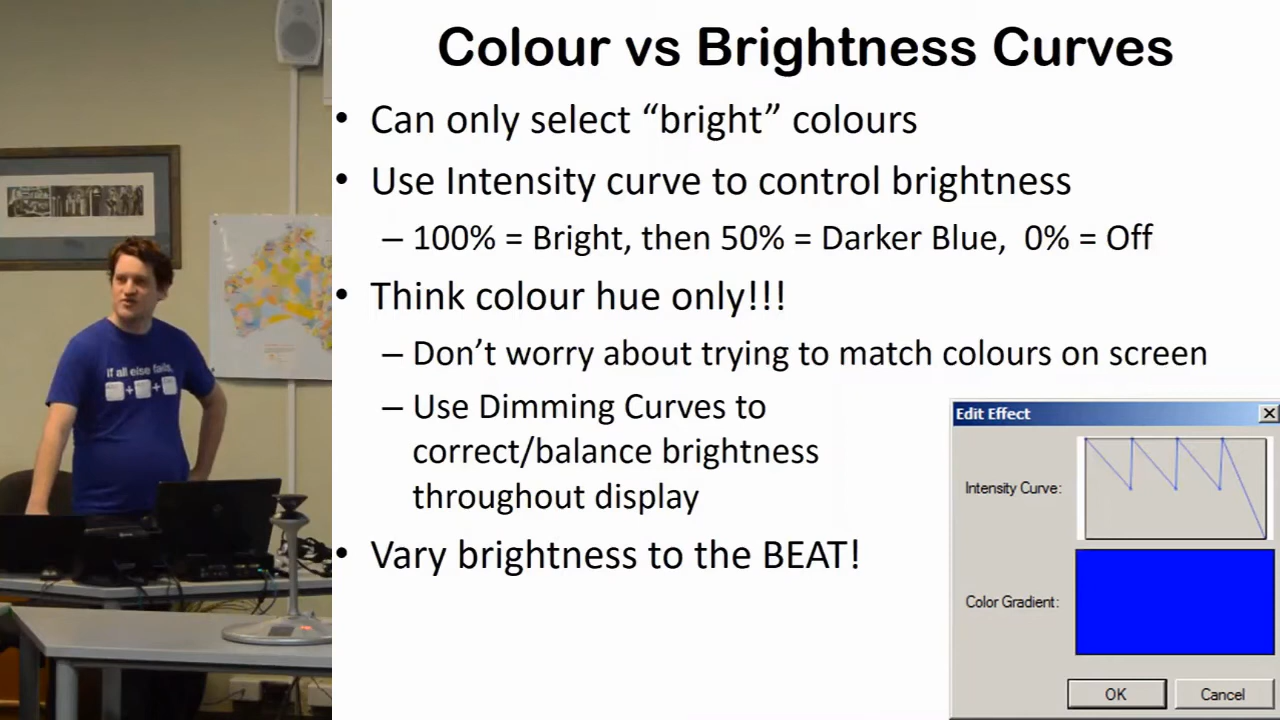 Colour vs Brightness Curves
• Can only select “bright” colours
• Use Intensity curve to control brightness
– 100% = Bright, then 50% = Darker Blue, 0% = Off
• Think colour hue only!!!
– Don’t worry about trying to match colours on screen
– Use Dimming Curves to
correct/balance brightness
throughout display
• Vary brightness to the BEAT!
Edit Effect
Intensity Curve:
Color Gradient:
OK Cancel
If all else fails,
+ +